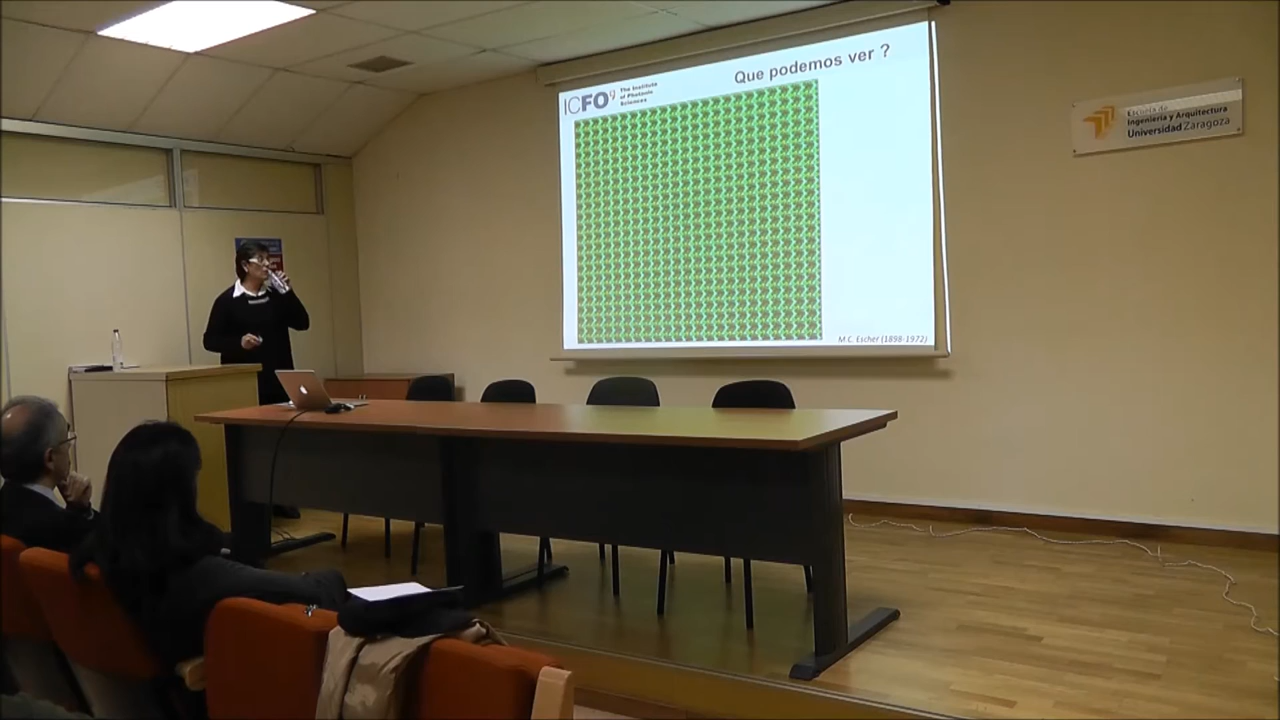 Que podemos ver ?
ICFO
The Institute
of Photonic
Sciences
M.C. Escher (1898-1972)
Escuela de
Ingeniería y Arquitectura
Universidad Zaragoza